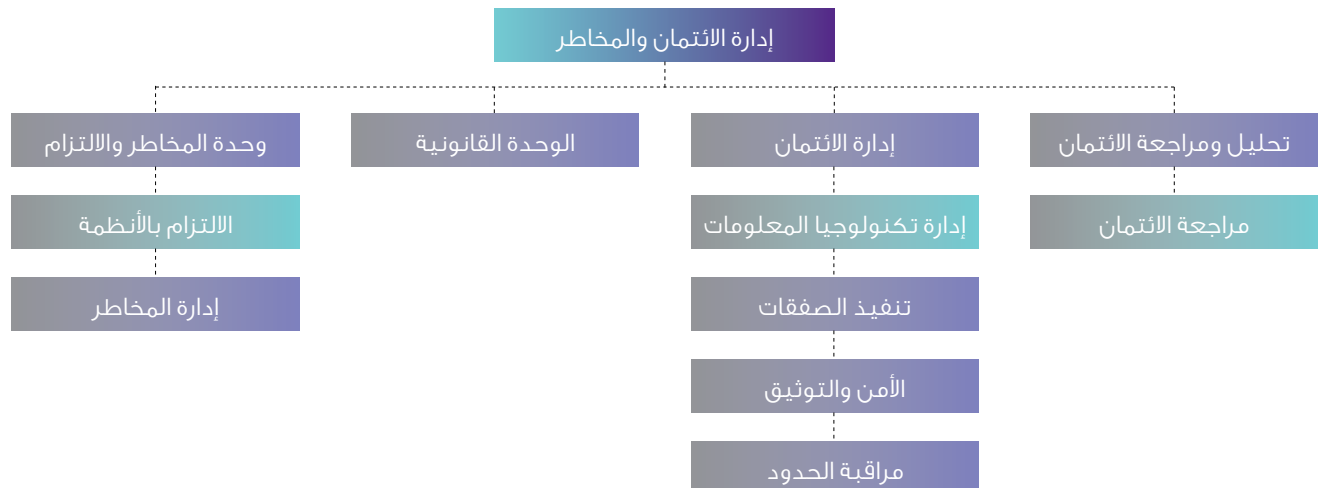 إدارة الائتمان والمخاطر
تحليل ومراجعة الائتمان
إدارة الائتمان
الوحدة القانونية
وحدة المخاطر والالتزام
مراجعة الائتمان
إدارة تكنولوجيا المعلومات
الالتزام بالأنظمة
تنفيذ الصفقات
إدارة المخاطر
الأمن والتوثيق
مراقبة الحدود